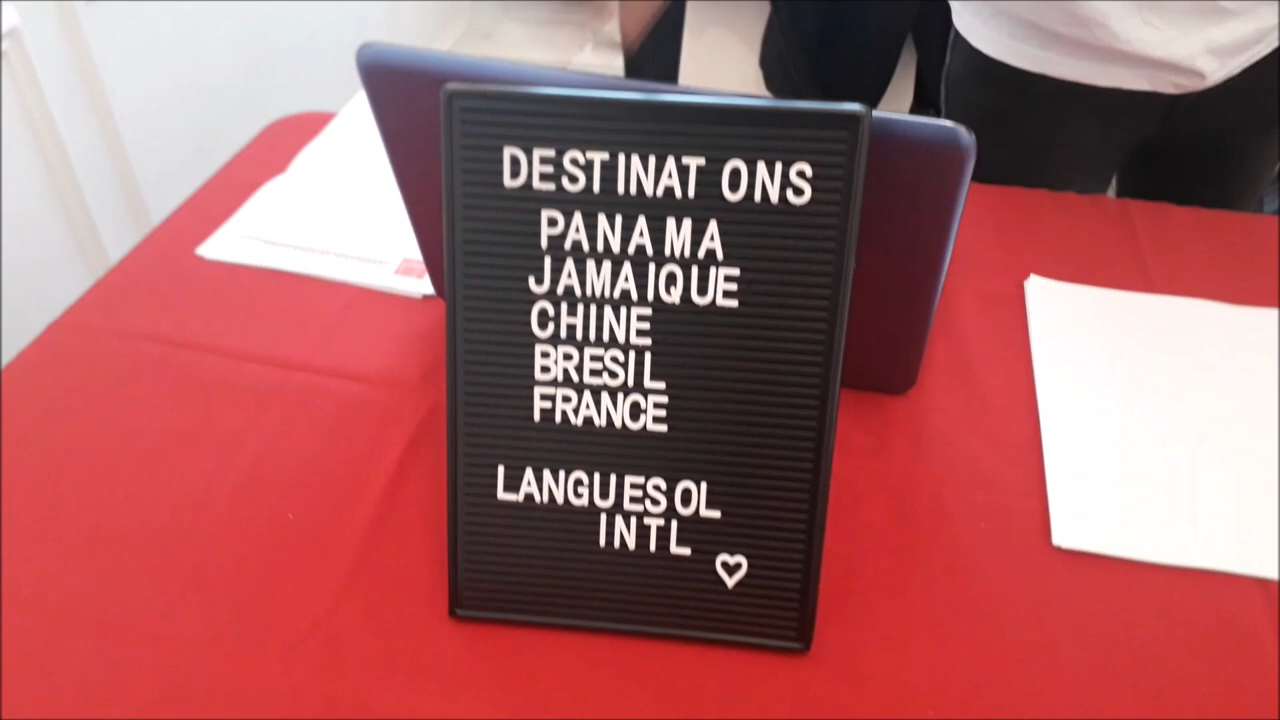 DESTINAT ONS
PANAMA
JAMAIQUE
CHINE
BRESIL
FRANCE
LANGUESOL
INTL